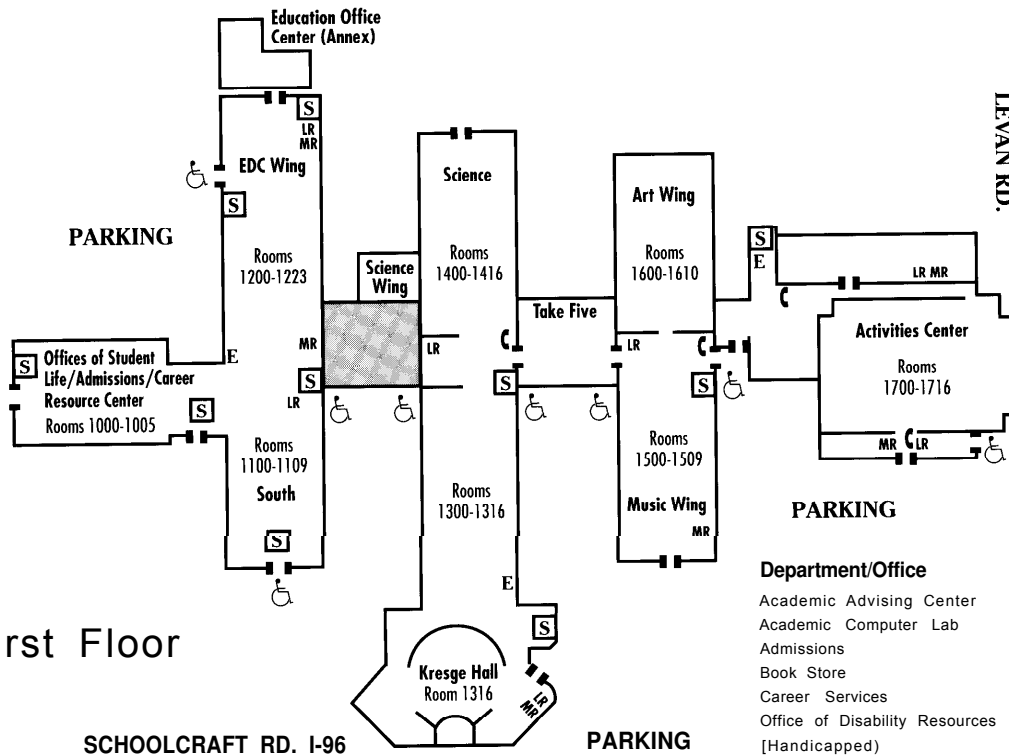 Education Office
Center (Annex)
S
LR
MR
EDC Wing
S
PARKING
Rooms
1200-1223
Science
Rooms
1400-1416
Science
Wing
Art Wing
Rooms
1600-1610
LEVAN RD.
S
E
LR MR
Take Five
Activities Center
Rooms
1700-1716
MR
LR
LR
E
S
Offices of Student
Life/Admissions/Career
Resource Center
Rooms 1000-1005
S
S
LR
S
S
Rooms
1100-1109
South
S
Rooms
1300-1316
Rooms
1500-1509
Music Wing
MR
MR
LR
PARKING
E
S
Kresge Hall
Room 1316
LR
MR
rst Floor
SCHOOLCRAFT RD. I-96
PARKING
Department/Office
Academic Advising Center
Academic Computer Lab
Admissions
Book Store
Career Services
Office of Disability Resources
[Handicapped)